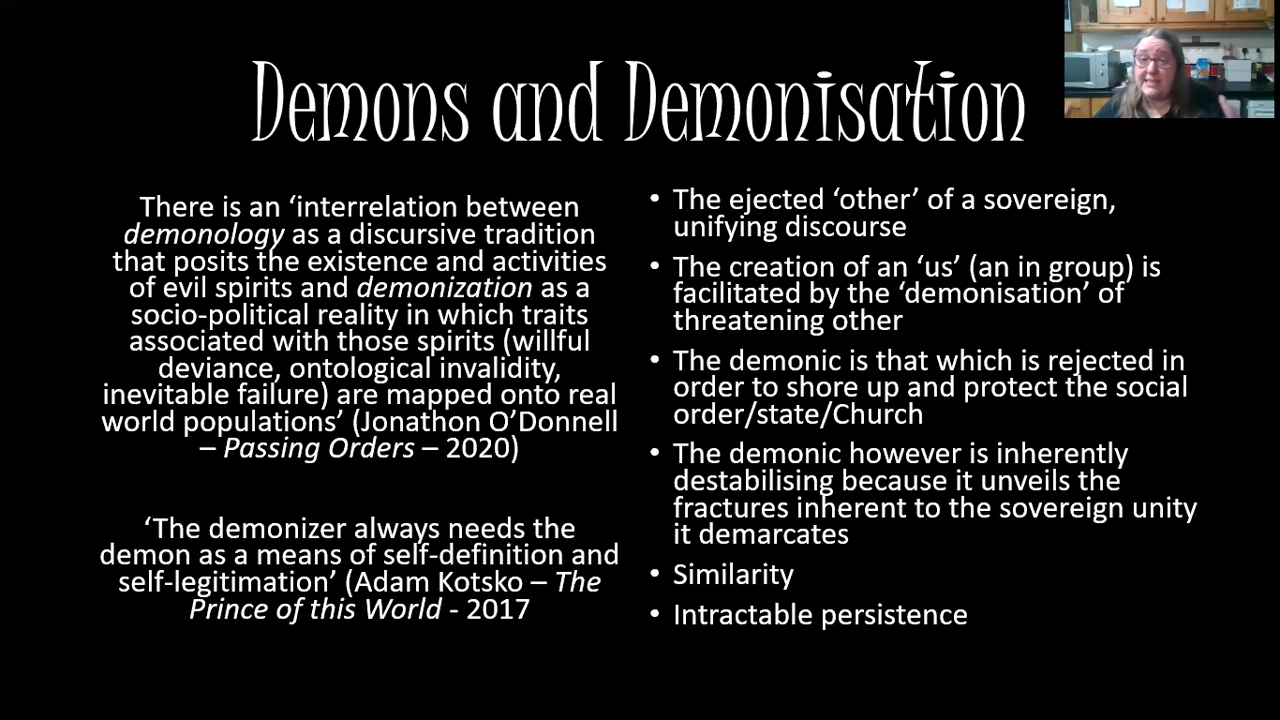 Demons and Demonisation
There is an ‘interrelation between
demonology as a discursive tradition
that posits the existence and activities
of evil spirits and demonization as a
socio-political reality in which traits
associated with those spirits (willful
deviance, ontological invalidity,
inevitable failure) are mapped onto real
world populations’ (Jonathon O’Donnell
– Passing Orders – 2020)
‘The demonizer always needs the
demon as a means of self-definition and
self-legitimation’ (Adam Kotsko – The
Prince of this World - 2017
• The ejected ‘other’ of a sovereign,
unifying discourse
• The creation of an ‘us’ (an in group) is
facilitated by the ‘demonisation’ of
threatening other
• The demonic is that which is rejected in
order to shore up and protect the social
order/state/Church
• The demonic however is inherently
destabilising because it unveils the
fractures inherent to the sovereign unity
it demarcates
• Similarity
• Intractable persistence